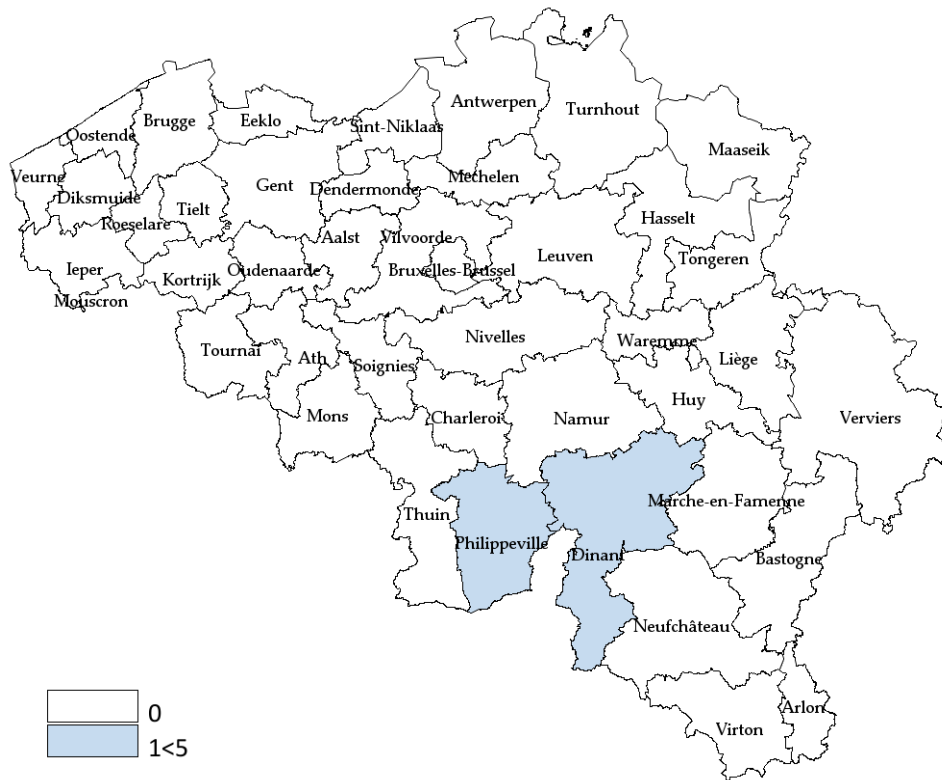 Antwerpen
Turnhout
Oostende
Brugge
Eeklo
Sint-Niklaas
Maaseik
Veurne
Diksmuide
Tielt
Gent
Dendermonde
Mechelen
Roeselare
Hasselt
Aalst
Vilvoorde
Ieper
Kortrijk
Oudenaarde
Bruxelles-Brussel
Leuven
Tongeren
Mouscron
Tournai
Ath
Soignies
Nivelles
Waremme
Liège
Mons
Charleroi
Namur
Huy
Verviers
Thuin
Marche-en-Famenne
Philippeville
Dinant
Bastogne
Neufchâteau
Virton
Arlon
0
1<5